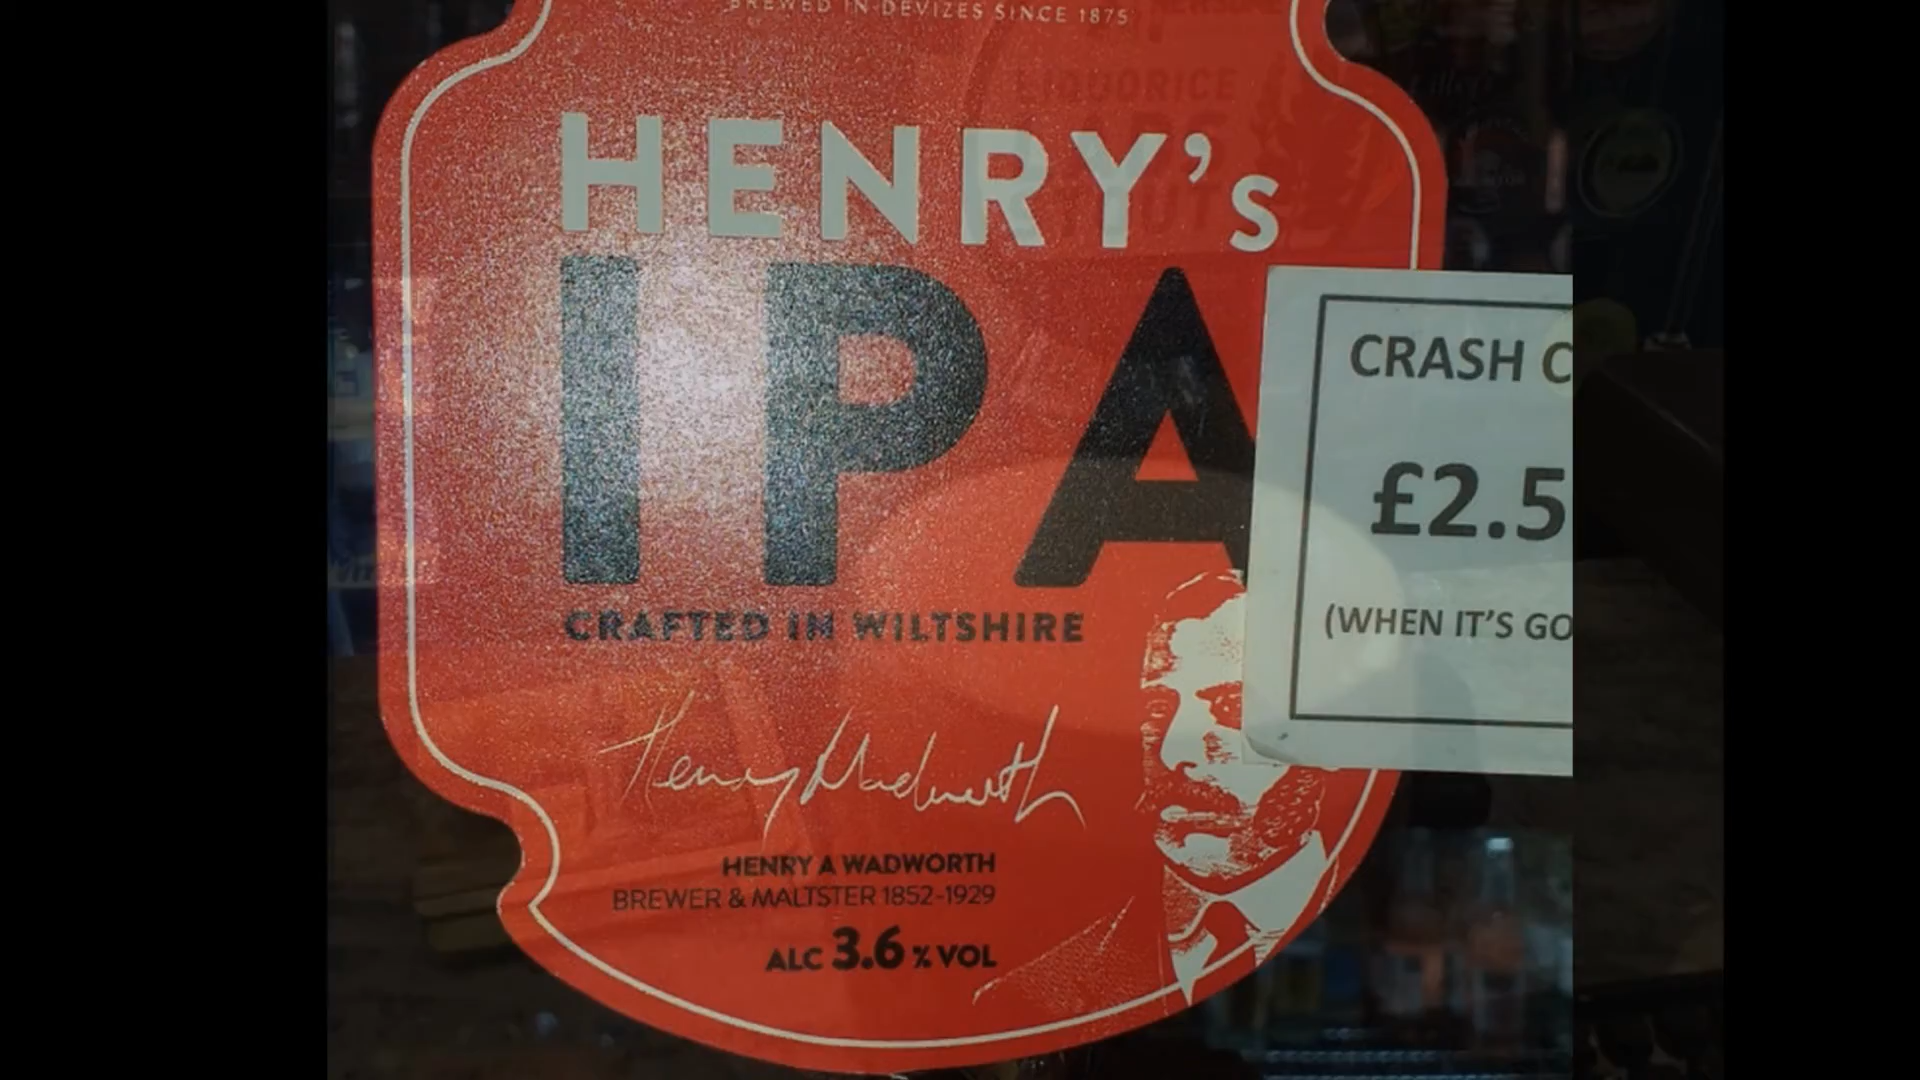 BREWED IN DEVIZES SINCE 1875
HENRY's
IPA
CRAFTED IN WILTSHIRE
Henry Wadworth
HENRY A WADWORTH
BREWER & MALTSTER 1852-1929
ALC 3.6 % VOL
CRASH C
£2.5
(WHEN IT'S GO
LIQUORICE